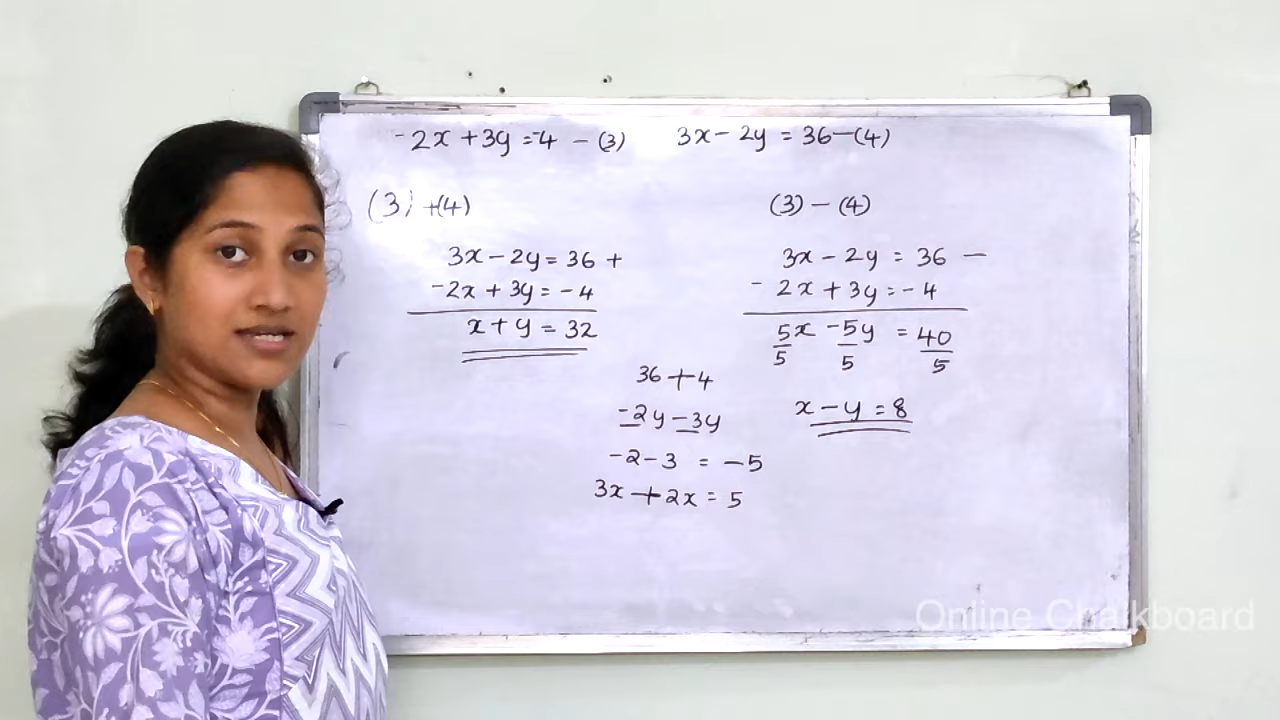 -2x + 3y = -4 - (3) 3x - 2y = 36 - (4)
(3) + (4)
3x - 2y = 36 +
-2x + 3y = -4
x + y = 32
(3) - (4)
3x - 2y = 36 -
-2x + 3y = -4
5x/5 -5y/5 = 40/5
x - y = 8
36 + 4
-2y - 3y
-2 - 3 = -5
3x + 2x = 5
Online Chalkboard